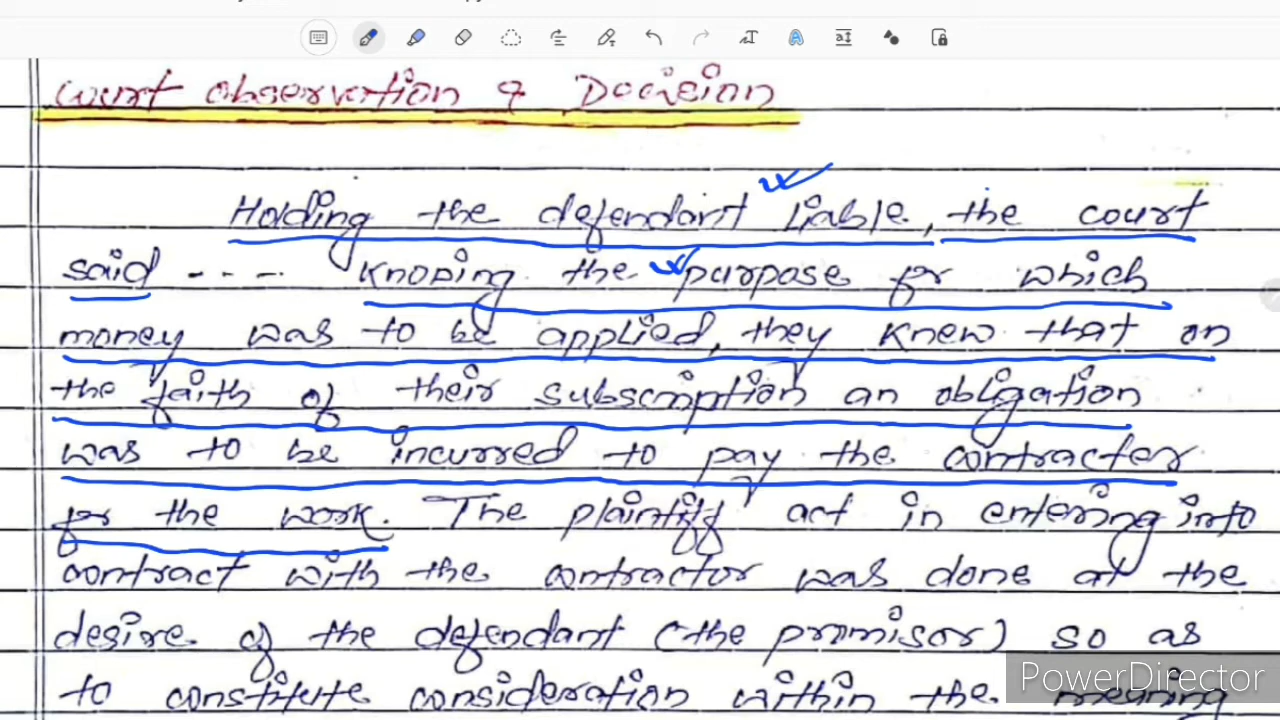 Court observation & Decision
Holding the defendant liable, the court
said ---- Knowing the purpose for which
money was to be applied, they knew that on
the faith of their subscription an obligation
was to be incurred to pay the contractor
for the work. The plaintiff act in entering into
contract with the contractor was done at the
desire of the defendant (the promisor) so as
to constitute consideration within the meaning
PowerDirector